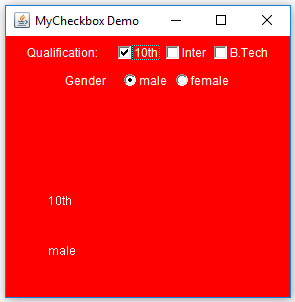 MyCheckbox Demo
Qualification: 10th Inter B.Tech
Gender male female
10th
male